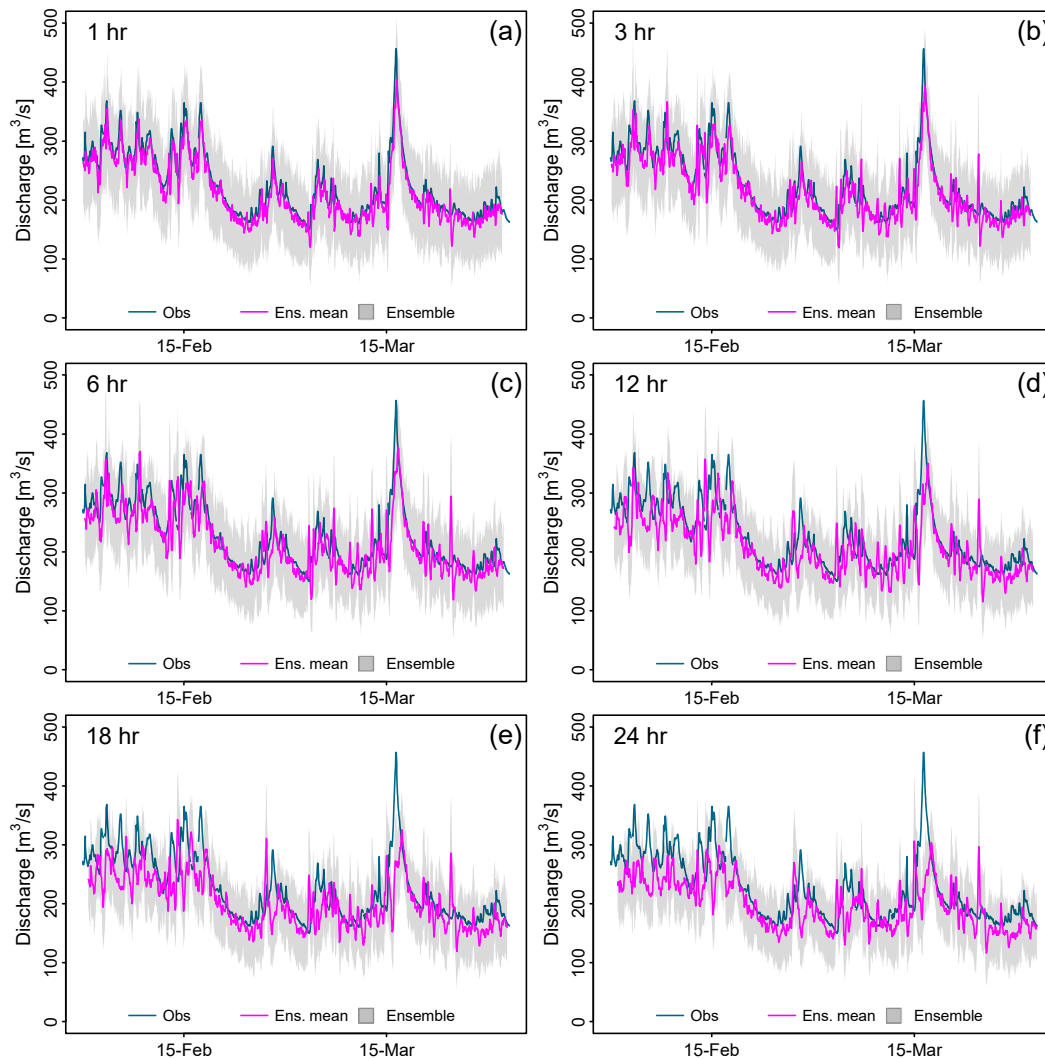 1 hr
(a)
Discharge [m³/s]
500
400
300
200
100
0
Obs
Ens. mean
Ensemble
15-Feb
15-Mar
3 hr
(b)
Discharge [m³/s]
500
400
300
200
100
0
Obs
Ens. mean
Ensemble
15-Feb
15-Mar
6 hr
(c)
Discharge [m³/s]
500
400
300
200
100
0
Obs
Ens. mean
Ensemble
15-Feb
15-Mar
12 hr
(d)
Discharge [m³/s]
500
400
300
200
100
0
Obs
Ens. mean
Ensemble
15-Feb
15-Mar
18 hr
(e)
Discharge [m³/s]
500
400
300
200
100
0
Obs
Ens. mean
Ensemble
15-Feb
15-Mar
24 hr
(f)
Discharge [m³/s]
500
400
300
200
100
0
Obs
Ens. mean
Ensemble
15-Feb
15-Mar